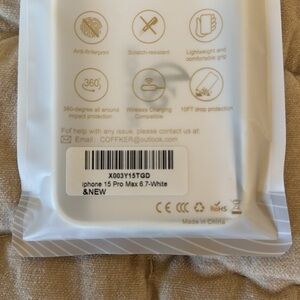 Anti-fingerprint
Scratch-resistant
Lightweight and
comfortable grip
360°
360-degree all around
impact protection
Wireless Charging
Compatible
10FT drop protection
For help with any issue, please contact us at:
Email : COFFKER@outlook.com
X003Y15TGD
iphone 15 Pro Max 6.7-White
&NEW
CE
RoHS
Made in China